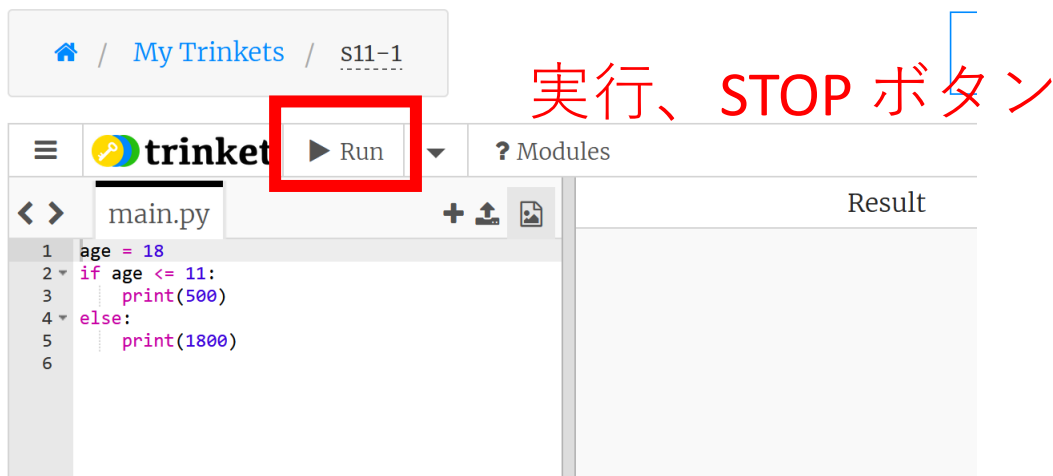 / My Trinkets / s11-1
実行、STOP ボタン
trinket Run ? Modules
main.py
Result
1 age = 18
2 if age <= 11:
3 print(500)
4 else:
5 print(1800)
6